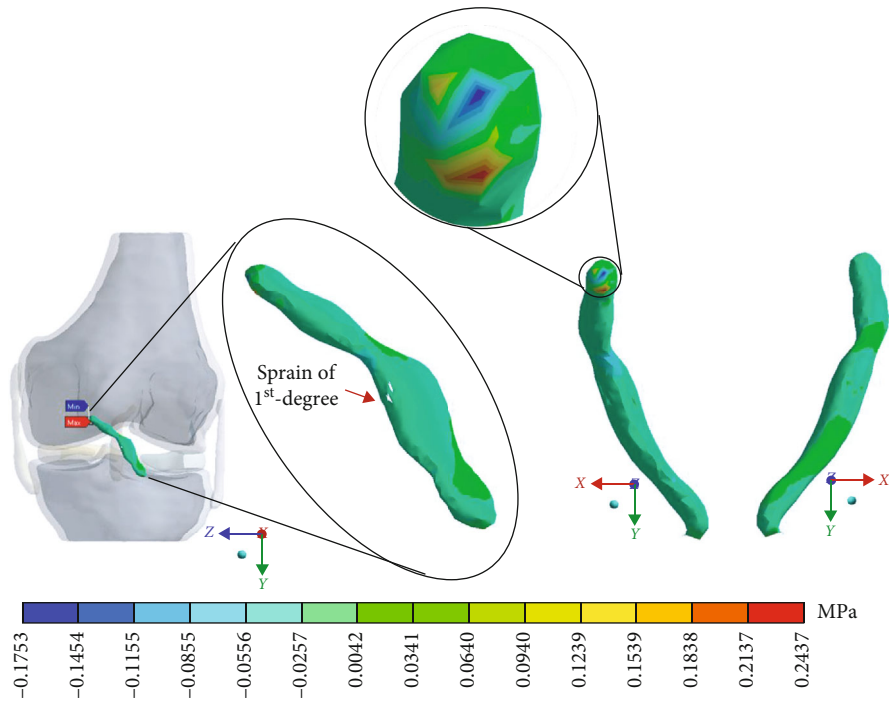 Min
Max
Sprain of
1st-degree
Z
X
Y
X
Z
Y
Z
X
Y
MPa
−0.1753
−0.1454
−0.1155
−0.0855
−0.0556
−0.0257
0.0042
0.0341
0.0640
0.0940
0.1239
0.1539
0.1838
0.2137
0.2437